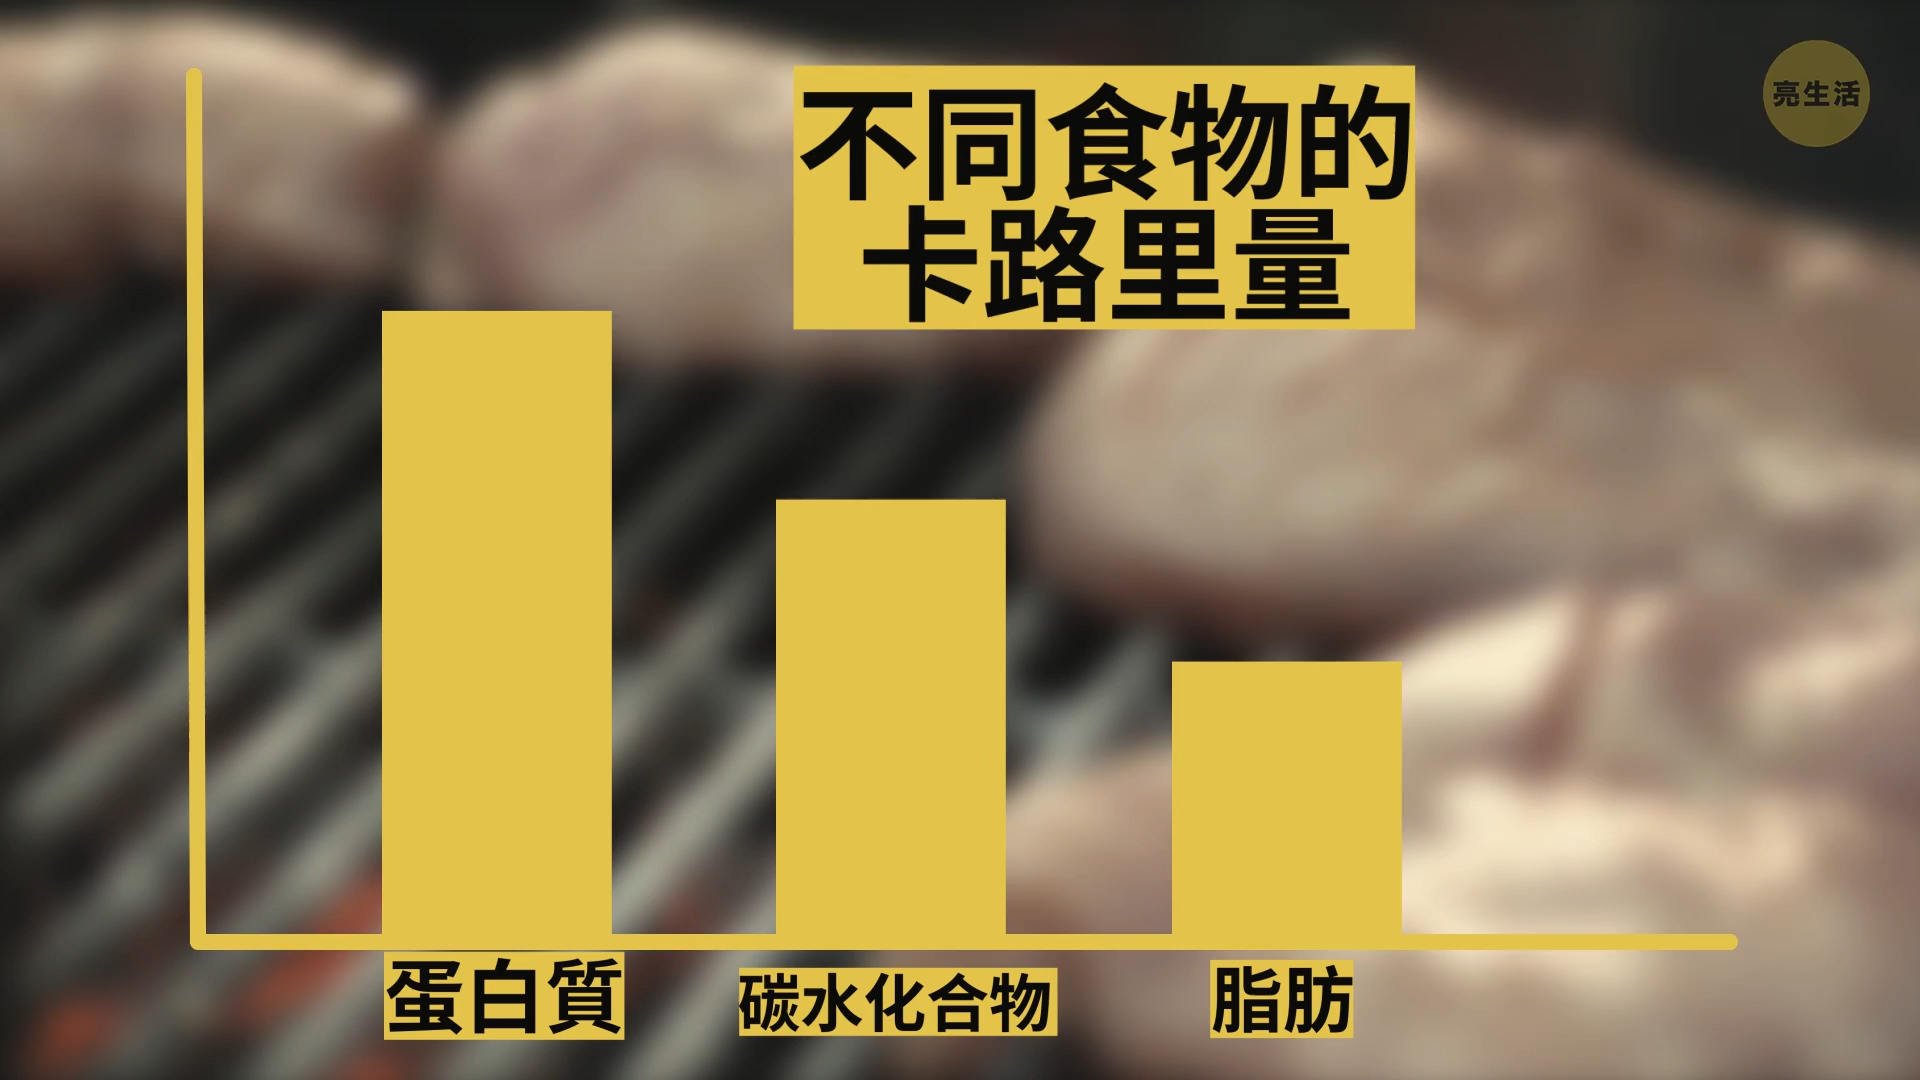 亮生活
不同食物的
卡路里量
蛋白質
碳水化合物
脂肪